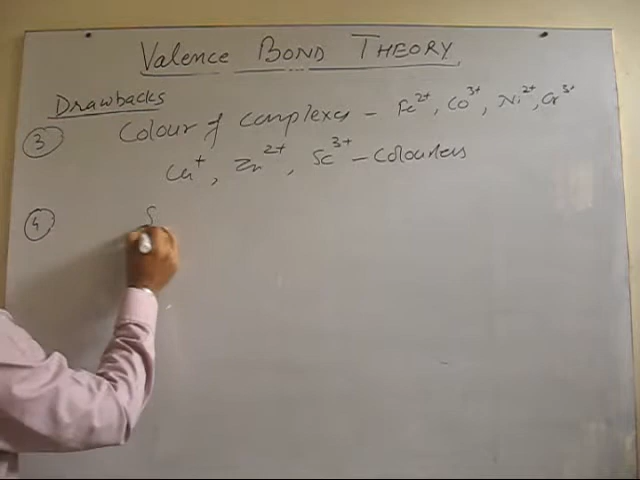 Valence BOND THEORY
Drawbacks
3 Colour of complexes - Fe²⁺, Co³⁺, Ni²⁺, Cr³⁺
Cu⁺, Zn²⁺, Sc³⁺ - Colourless
4 S